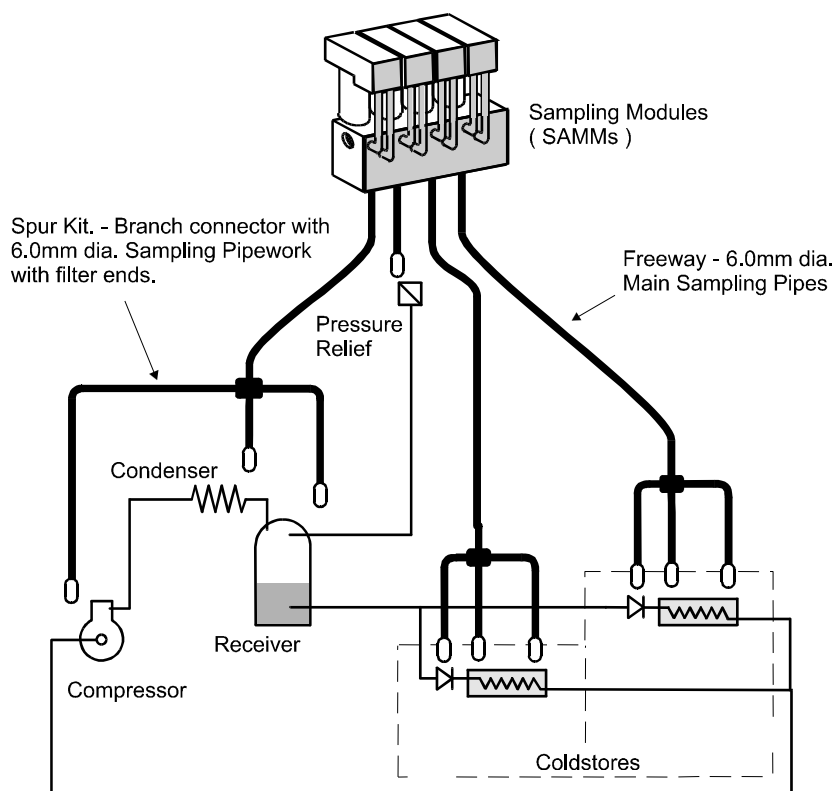 Sampling Modules
( SAMMs )
Spur Kit. - Branch connector with
6.0mm dia. Sampling Pipework
with filter ends.
Freeway - 6.0mm dia.
Main Sampling Pipes
Pressure
Relief
Condenser
Receiver
Compressor
Coldstores